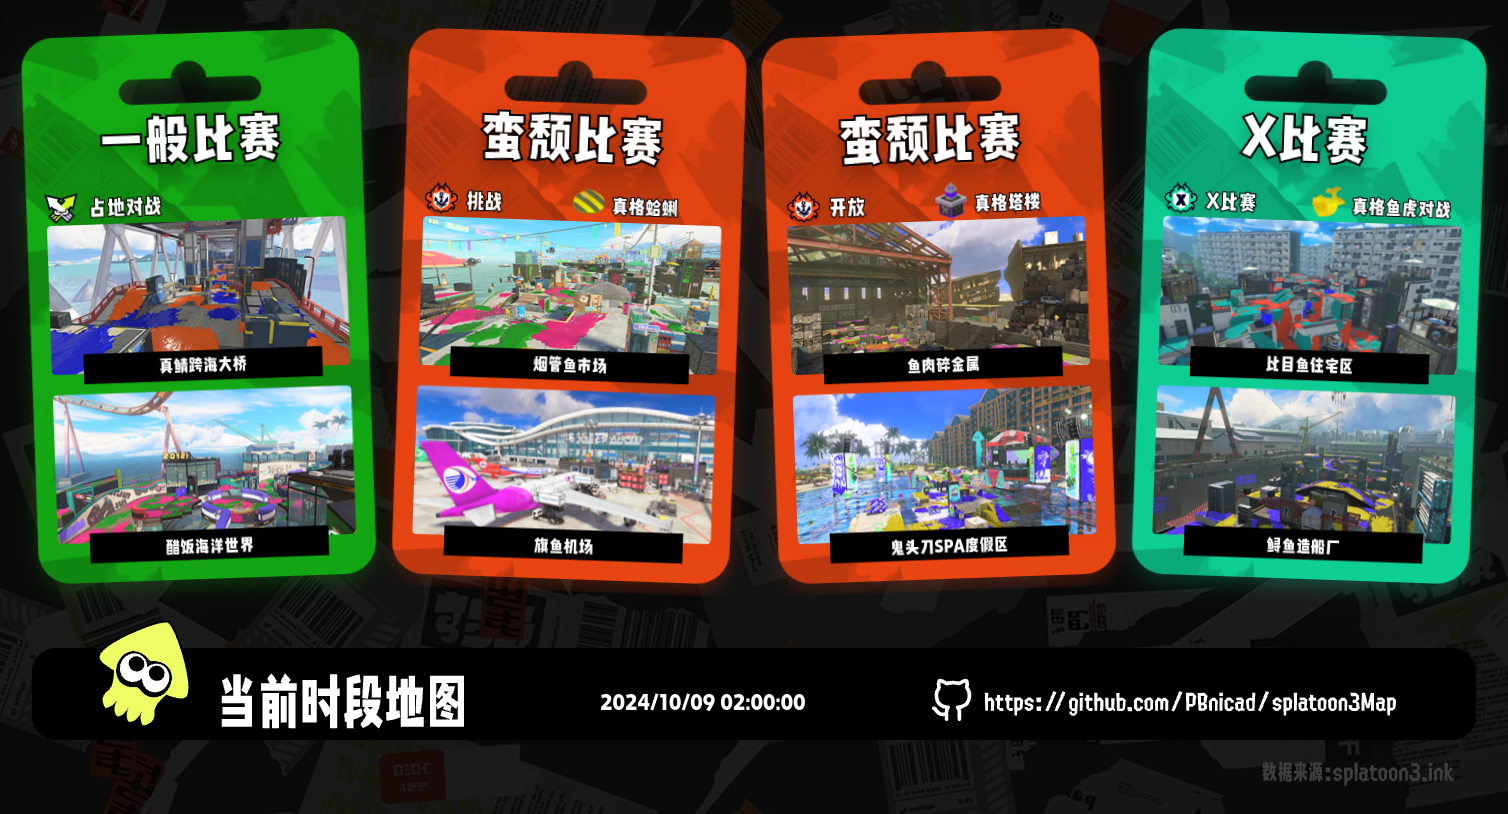 一般比赛
占地对战
真鲭跨海大桥
醋饭海洋世界
蛮颓比赛
挑战
真格蛤蜊
烟管鱼市场
旗鱼机场
蛮颓比赛
开放
真格塔楼
鱼肉碎金属
鬼头刀SPA度假区
X比赛
X比赛
真格鱼虎对战
比目鱼住宅区
鲟鱼造船厂
当前时段地图
2024/10/09 02:00:00
https://github.com/PBnicad/splatoon3Map
数据来源:splatoon3.ink